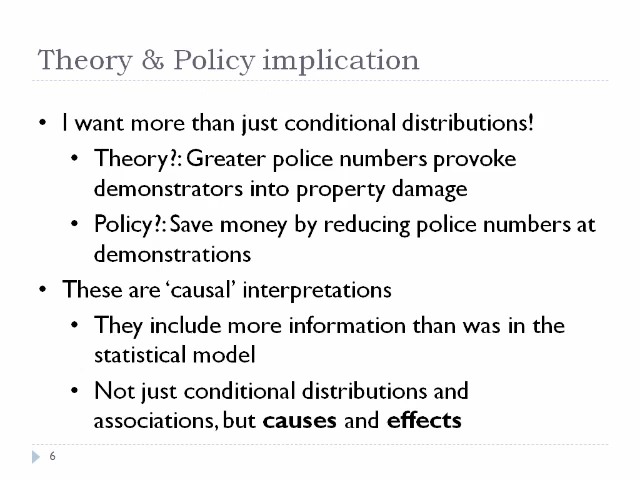 Theory & Policy implication
• I want more than just conditional distributions!
• Theory?: Greater police numbers provoke
demonstrators into property damage
• Policy?: Save money by reducing police numbers at
demonstrations
• These are ‘causal’ interpretations
• They include more information than was in the
statistical model
• Not just conditional distributions and
associations, but causes and effects
6